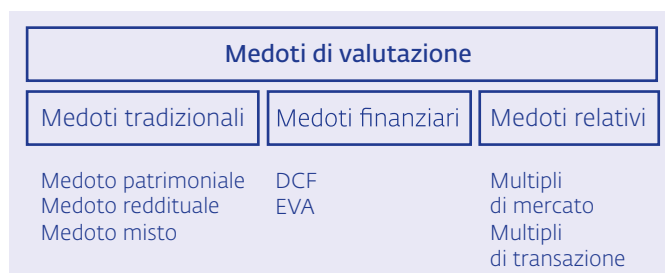 Medoti di valutazione
Medoti tradizionali
Medoti finanziari
Medoti relativi
Medoto patrimoniale
Medoto reddituale
Medoto misto
DCF
EVA
Multipli
di mercato
Multipli
di transazione